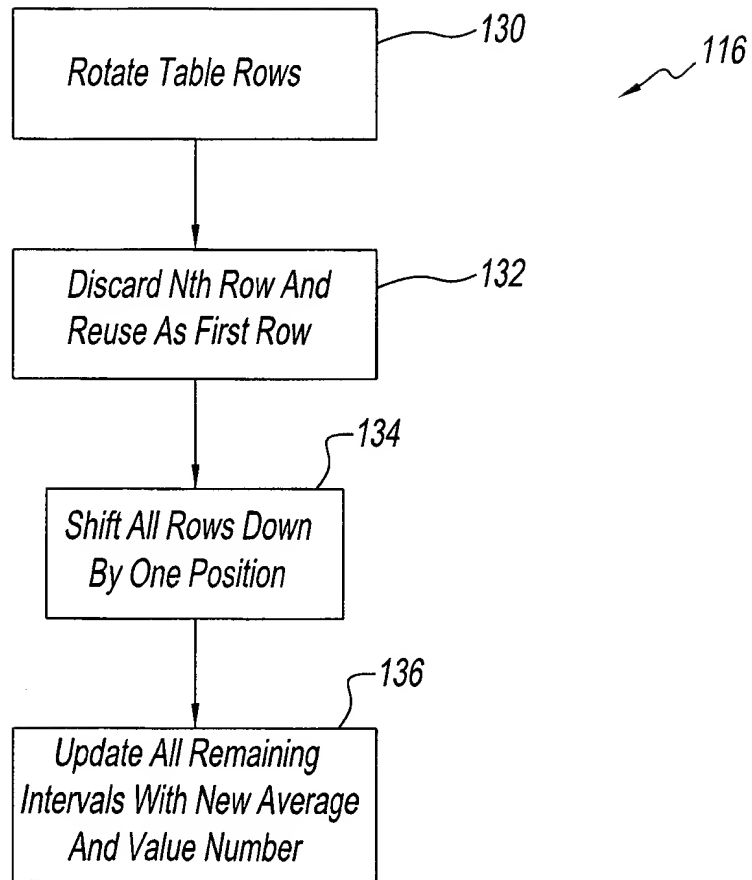 130
116
Rotate Table Rows
132
Discard Nth Row And
Reuse As First Row
134
Shift All Rows Down
By One Position
136
Update All Remaining
Intervals With New Average
And Value Number